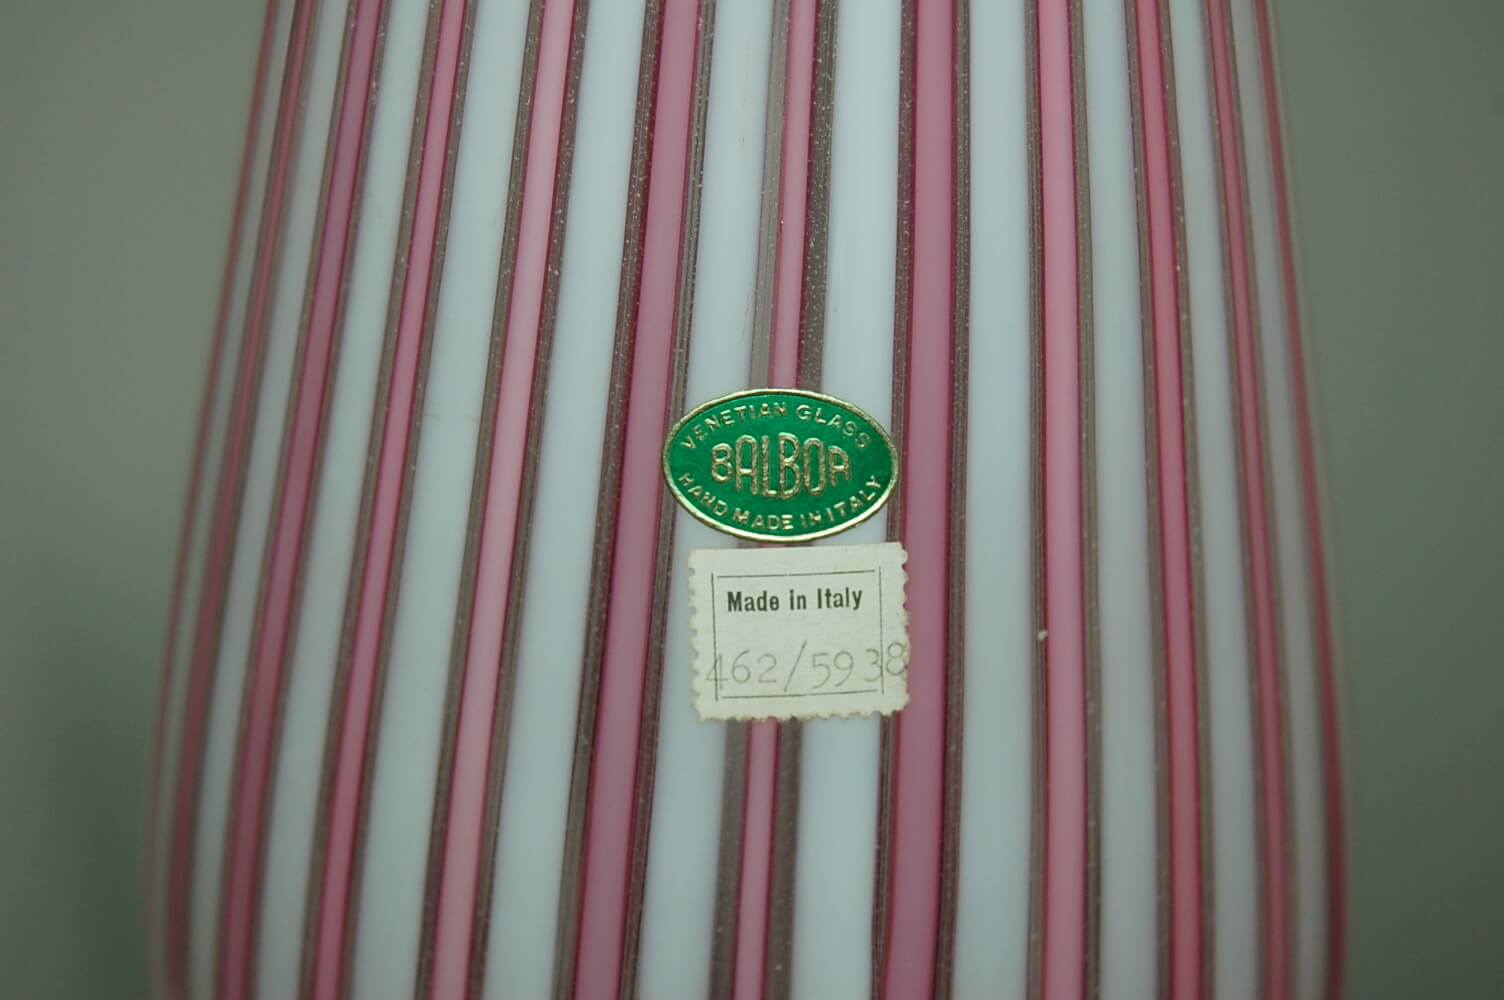 VENETIAN GLASS
BALBOA
HAND MADE IN ITALY
Made in Italy
462/5938